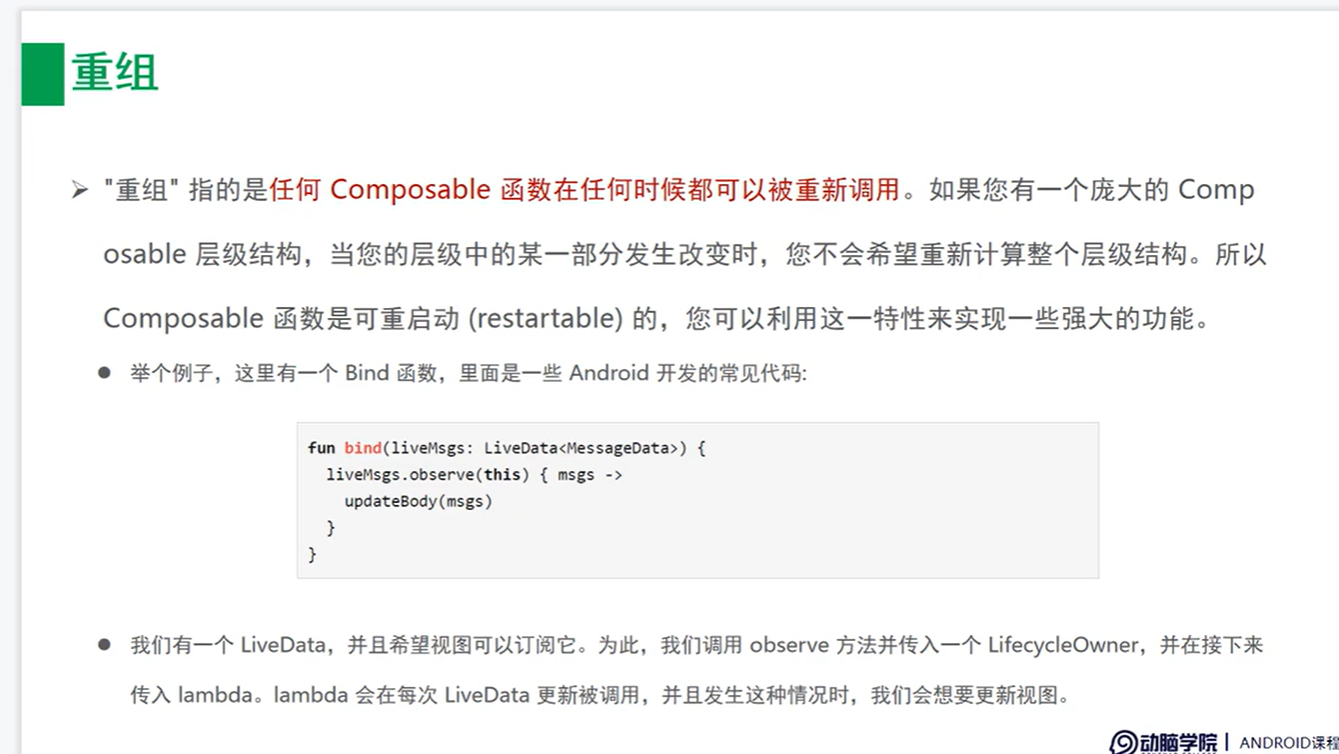 重组
"重组" 指的是任何 Composable 函数在任何时候都可以被重新调用。如果您有一个庞大的 Comp
osable 层级结构，当您的层级中的某一部分发生改变时，您不会希望重新计算整个层级结构。所以
Composable 函数是可重启动 (restartable) 的，您可以利用这一特性来实现一些强大的功能。
举个例子，这里有一个 Bind 函数，里面是一些 Android 开发的常见代码:
fun bind(liveMsgs: LiveData<MessageData>) {
liveMsgs.observe(this) { msgs ->
updateBody(msgs)
}
}
我们有一个 LiveData，并且希望视图可以订阅它。为此，我们调用 observe 方法并传入一个 LifecycleOwner，并在接下来
传入 lambda。lambda 会在每次 LiveData 更新被调用，并且发生这种情况时，我们会想要更新视图。
动脑学院 | ANDROID课程